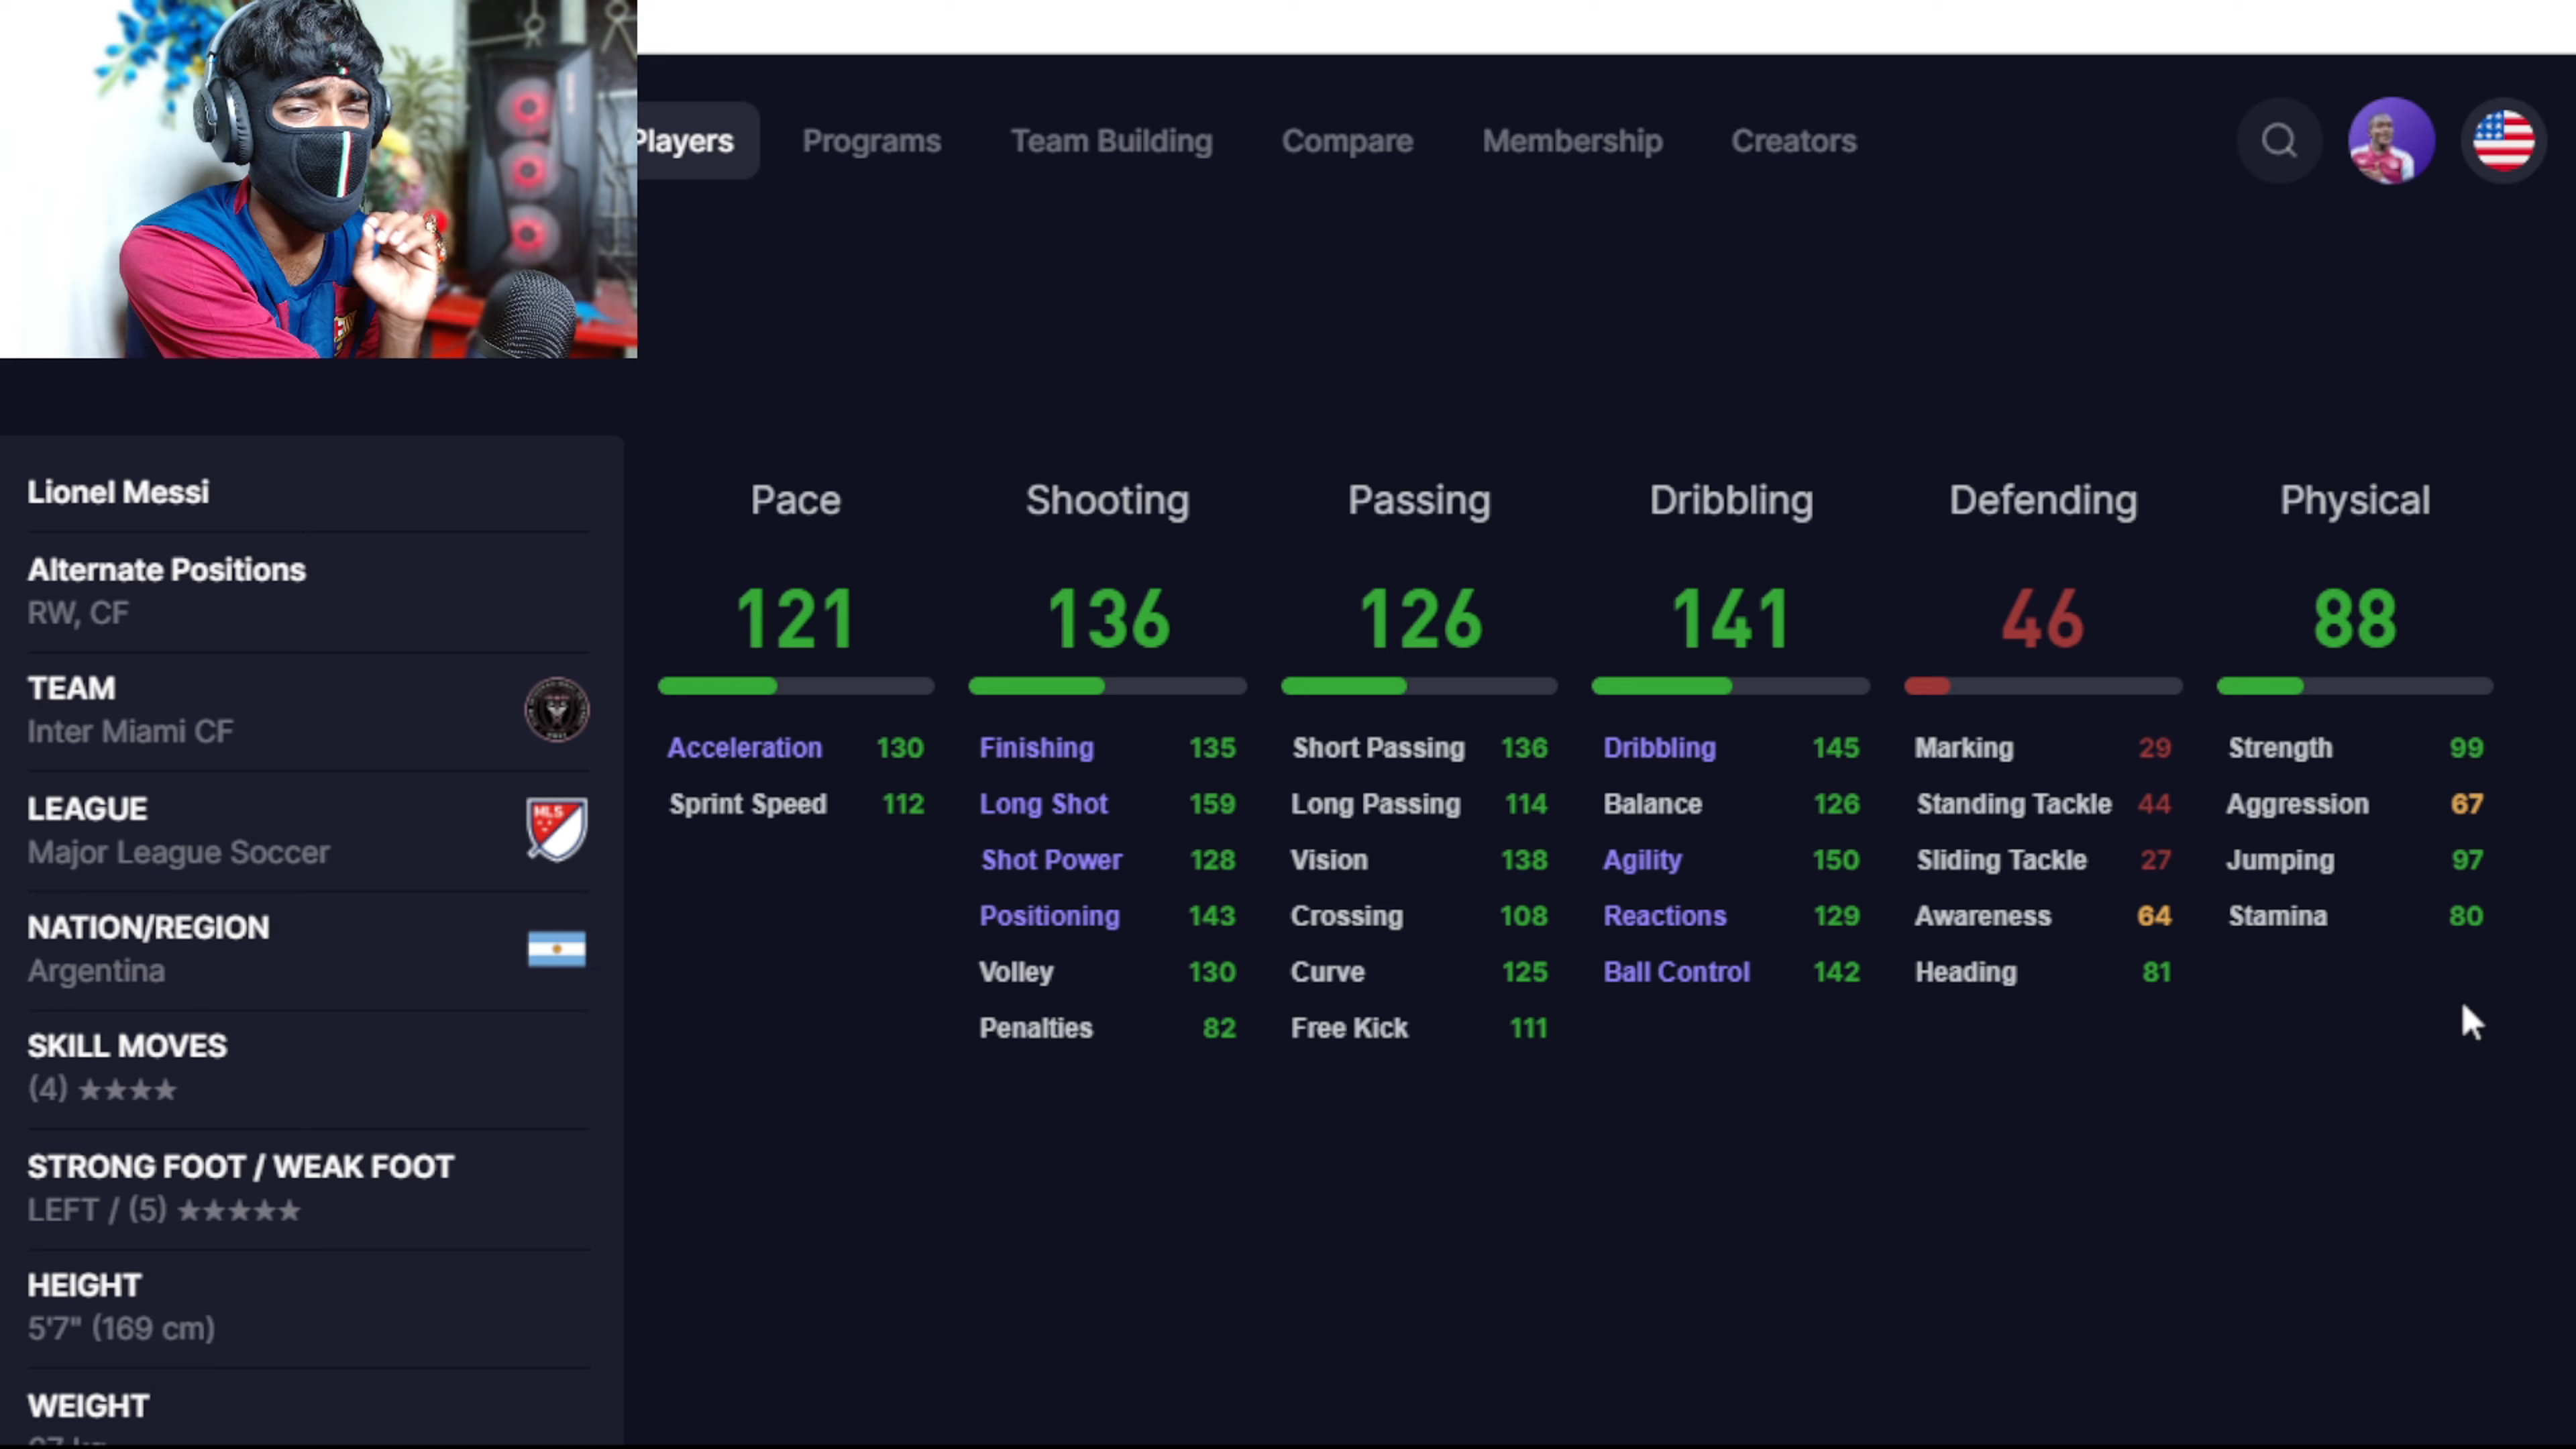 Players Programs Team Building Compare Membership Creators
Lionel Messi
Alternate Positions
RW, CF
TEAM
Inter Miami CF
LEAGUE
Major League Soccer
MLS
NATION/REGION
Argentina
SKILL MOVES
(4) ★★★★
STRONG FOOT / WEAK FOOT
LEFT / (5) ★★★★★
HEIGHT
5'7" (169 cm)
WEIGHT
Pace
121
Acceleration 130
Sprint Speed 112
Shooting
136
Finishing 135
Long Shot 159
Shot Power 128
Positioning 143
Volley 130
Penalties 82
Passing
126
Short Passing 136
Long Passing 114
Vision 138
Crossing 108
Curve 125
Free Kick 111
Dribbling
141
Dribbling 145
Balance 126
Agility 150
Reactions 129
Ball Control 142
Defending
46
Marking 29
Standing Tackle 44
Sliding Tackle 27
Awareness 64
Heading 81
Physical
88
Strength 99
Aggression 67
Jumping 97
Stamina 80